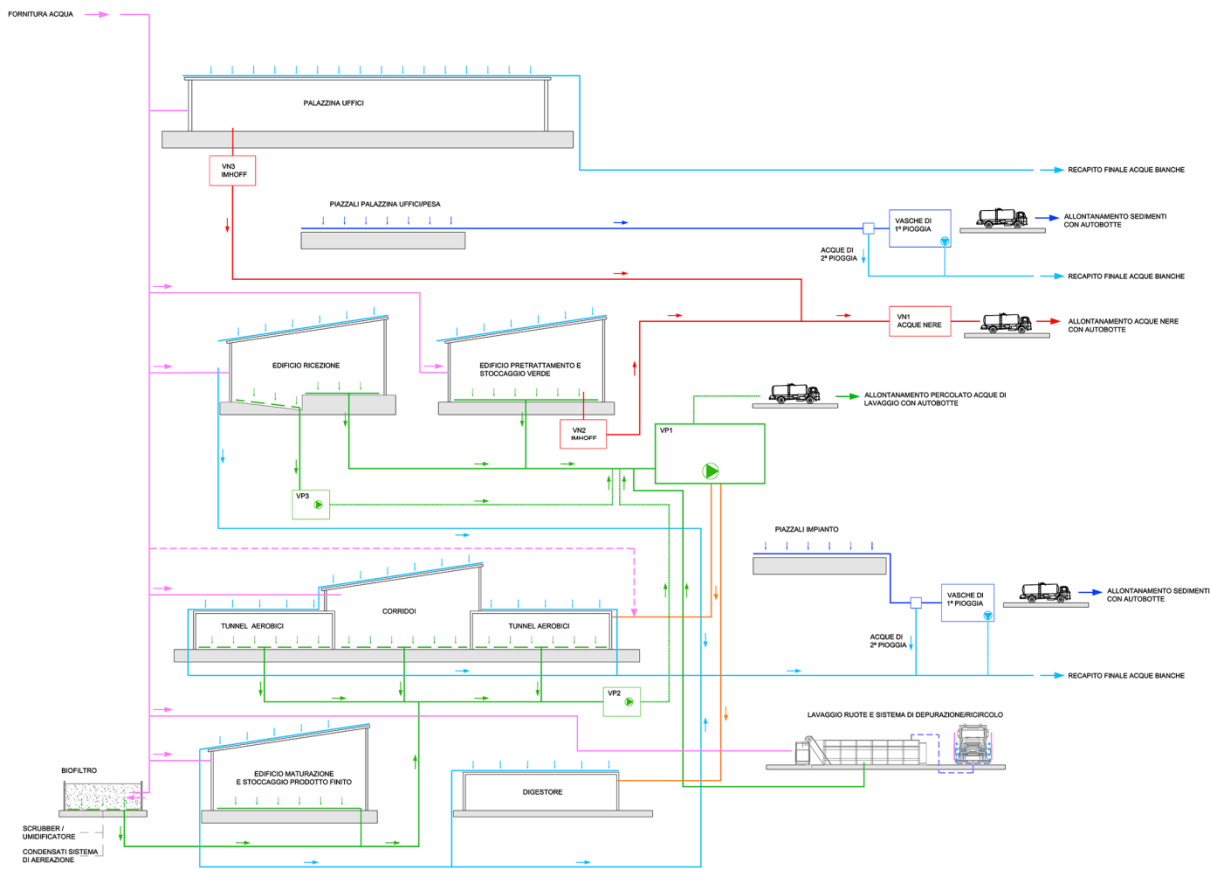 FORNITURA ACQUA
PALAZZINA UFFICI
VN3
IMHOFF
RECAPITO FINALE ACQUE BIANCHE
PIAZZALI PALAZZINA UFFICI/PESA
VASCHE DI
1ª PIOGGIA
ALLONTANAMENTO SEDIMENTI
CON AUTOBOTTE
ACQUE DI
2ª PIOGGIA
RECAPITO FINALE ACQUE BIANCHE
VN1
ACQUE NERE
ALLONTANAMENTO ACQUE NERE
CON AUTOBOTTE
EDIFICIO RICEZIONE
EDIFICIO PRETRATTAMENTO E
STOCCAGGIO VERDE
ALLONTANAMENTO PERCOLATO ACQUE DI
LAVAGGIO CON AUTOBOTTE
VN2
IMHOFF
VP1
VP3
PIAZZALI IMPIANTO
VASCHE DI
1ª PIOGGIA
ALLONTANAMENTO SEDIMENTI
CON AUTOBOTTE
CORRIDOI
TUNNEL AEROBICI
TUNNEL AEROBICI
ACQUE DI
2ª PIOGGIA
RECAPITO FINALE ACQUE BIANCHE
VP2
LAVAGGIO RUOTE E SISTEMA DI DEPURAZIONE/RICIRCOLO
BIOFILTRO
EDIFICIO MATURAZIONE
E STOCCAGGIO PRODOTTO FINITO
DIGESTORE
SCRUBBER /
UMIDIFICATORE
CONDENSATI SISTEMA
DI AEREAZIONE